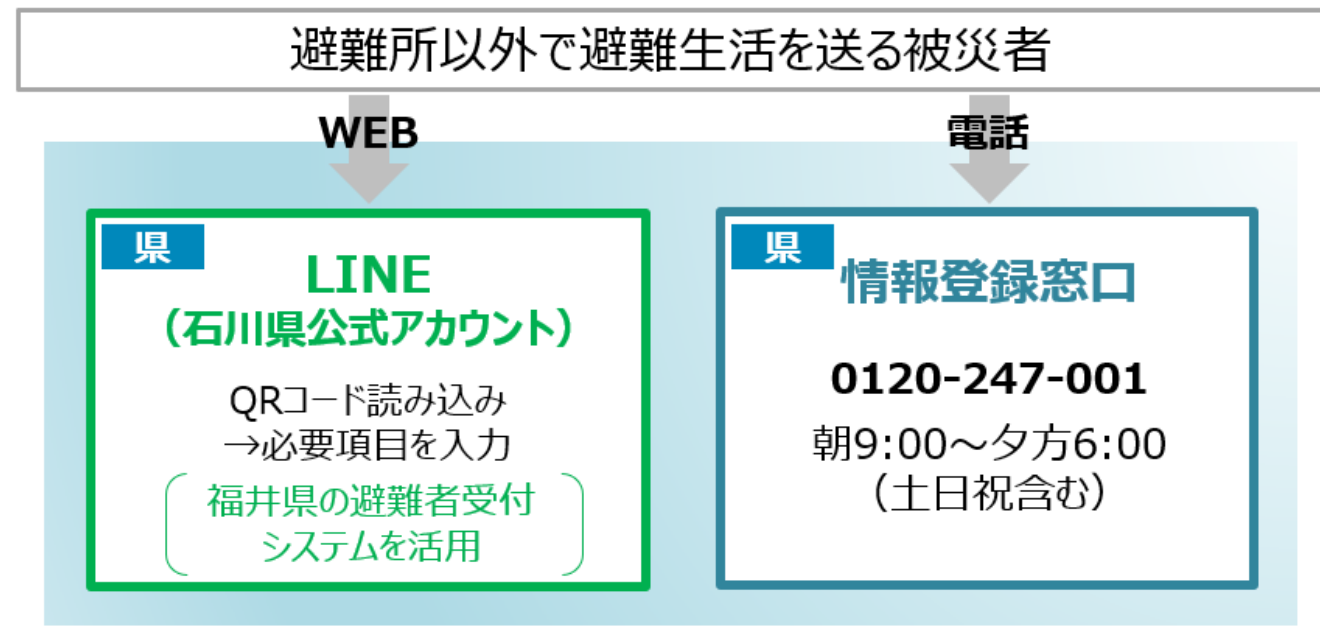 避難所以外で避難生活を送る被災者
WEB
電話
県
LINE
（石川県公式アカウント）
QRコード読み込み
→必要項目を入力
福井県の避難者受付
システムを活用
県
情報登録窓口
0120-247-001
朝9:00～夕方6:00
（土日祝含む）